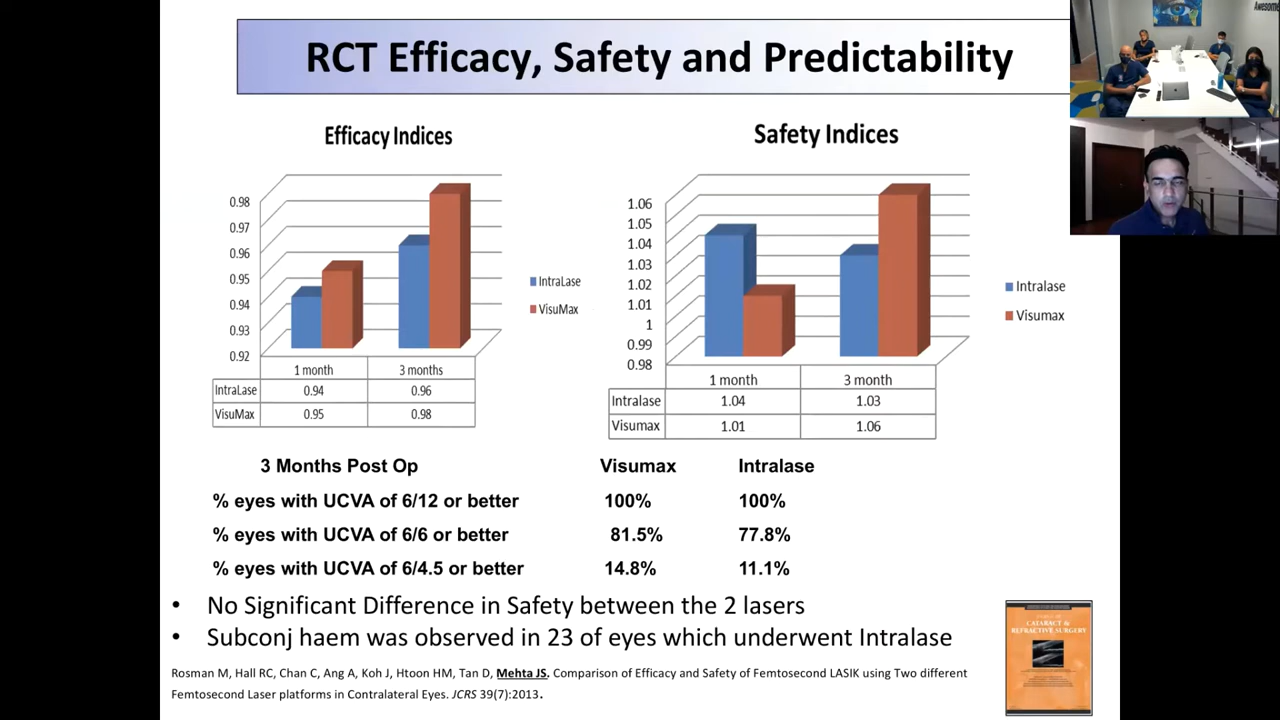 RCT Efficacy, Safety and Predictability
Awesome
Efficacy Indices
0.98
0.97
0.96
0.95
0.94
0.93
0.92
1 month 3 months
IntraLase 0.94 0.96
VisuMax 0.95 0.98
IntraLase
VisuMax
Safety Indices
1.06
1.05
1.04
1.03
1.02
1.01
1
0.99
0.98
1 month 3 month
Intralase 1.04 1.03
Visumax 1.01 1.06
Intralase
Visumax
3 Months Post Op Visumax Intralase
% eyes with UCVA of 6/12 or better 100% 100%
% eyes with UCVA of 6/6 or better 81.5% 77.8%
% eyes with UCVA of 6/4.5 or better 14.8% 11.1%
• No Significant Difference in Safety between the 2 lasers
• Subconj haem was observed in 23 of eyes which underwent Intralase
CATARACT &
REFRACTIVE SURGERY
Rosman M, Hall RC, Chan C, Ang A, Koh J, Htoon HM, Tan D, Mehta JS. Comparison of Efficacy and Safety of Femtosecond LASIK using Two different
Femtosecond Laser platforms in Contralateral Eyes. JCRS 39(7):2013.